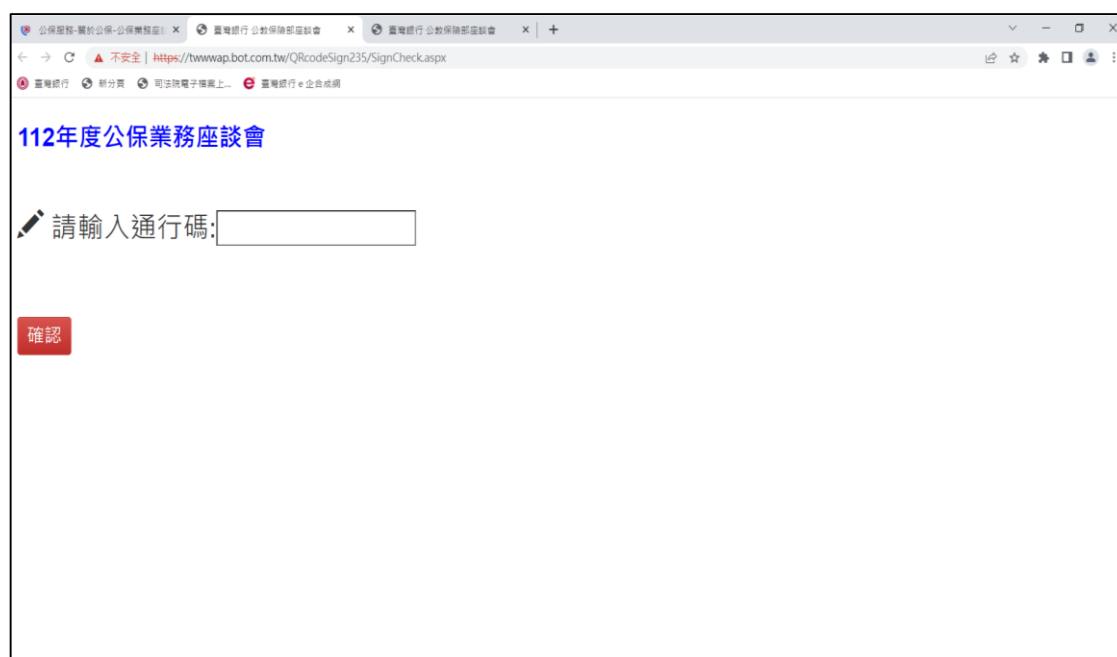 公保服務-關於公保-公保業務座談
臺灣銀行 公教保險部座談會
臺灣銀行 公教保險部座談會
不安全 | https://twwwap.bot.com.tw/QRcodeSign235/SignCheck.aspx
臺灣銀行 新分頁 司法院電子檔案上... 臺灣銀行 e 企合成網
112年度公保業務座談會
請輸入通行碼:
確認